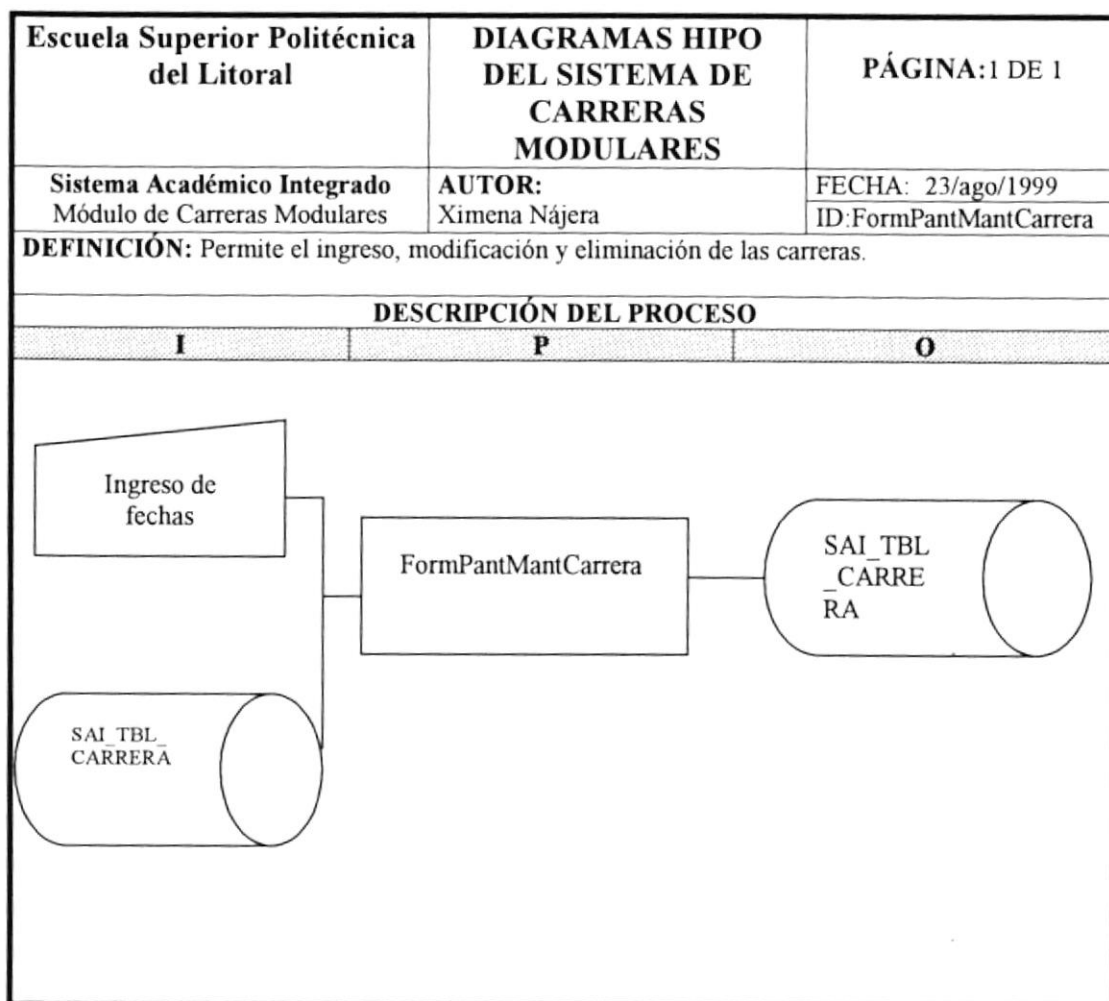 Escuela Superior Politécnica
del Litoral
DIAGRAMAS HIPO
DEL SISTEMA DE
CARRERAS
MODULARES
PÁGINA:1 DE 1
Sistema Académico Integrado
Módulo de Carreras Modulares
AUTOR:
Ximena Nájera
FECHA: 23/ago/1999
ID:FormPantMantCarrera
DEFINICIÓN: Permite el ingreso, modificación y eliminación de las carreras.
DESCRIPCIÓN DEL PROCESO
I
P
O
Ingreso de
fechas
FormPantMantCarrera
SAI_TBL
_CARRE
RA
SAI_TBL_
CARRERA